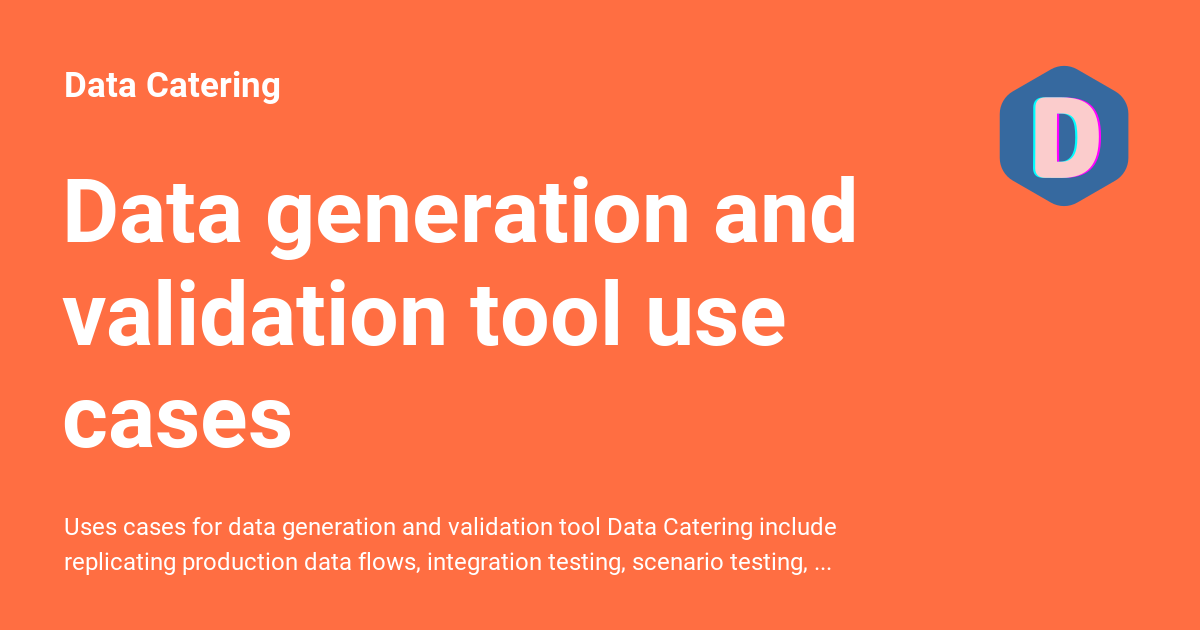 Data Catering
D
Data generation and
validation tool use
cases
Uses cases for data generation and validation tool Data Catering include
replicating production data flows, integration testing, scenario testing, ...